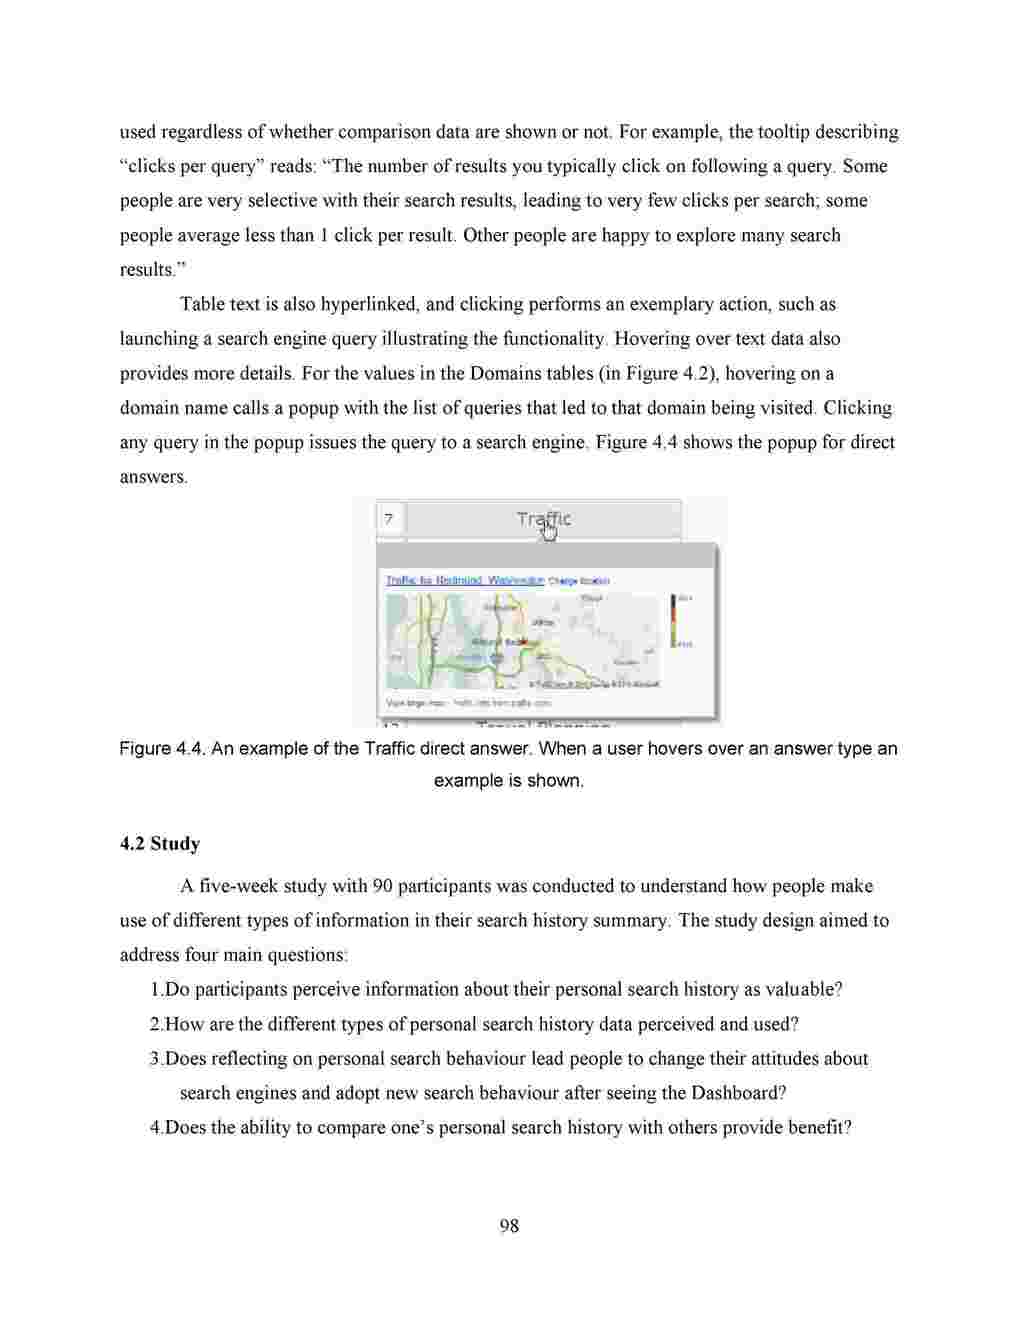 used regardless of whether comparison data are shown or not. For example, the tooltip describing
“clicks per query” reads: “The number of results you typically click on following a query. Some
people are very selective with their search results, leading to very few clicks per search; some
people average less than 1 click per result. Other people are happy to explore many search
results.”
Table text is also hyperlinked, and clicking performs an exemplary action, such as
launching a search engine query illustrating the functionality. Hovering over text data also
provides more details. For the values in the Domains tables (in Figure 4.2), hovering on a
domain name calls a popup with the list of queries that led to that domain being visited. Clicking
any query in the popup issues the query to a search engine. Figure 4.4 shows the popup for direct
answers.
7 Traffic
Traffic for Redmond, Washington Change location
Figure 4.4. An example of the Traffic direct answer. When a user hovers over an answer type an
example is shown.
4.2 Study
A five-week study with 90 participants was conducted to understand how people make
use of different types of information in their search history summary. The study design aimed to
address four main questions:
1.Do participants perceive information about their personal search history as valuable?
2.How are the different types of personal search history data perceived and used?
3.Does reflecting on personal search behaviour lead people to change their attitudes about
search engines and adopt new search behaviour after seeing the Dashboard?
4.Does the ability to compare one’s personal search history with others provide benefit?
98